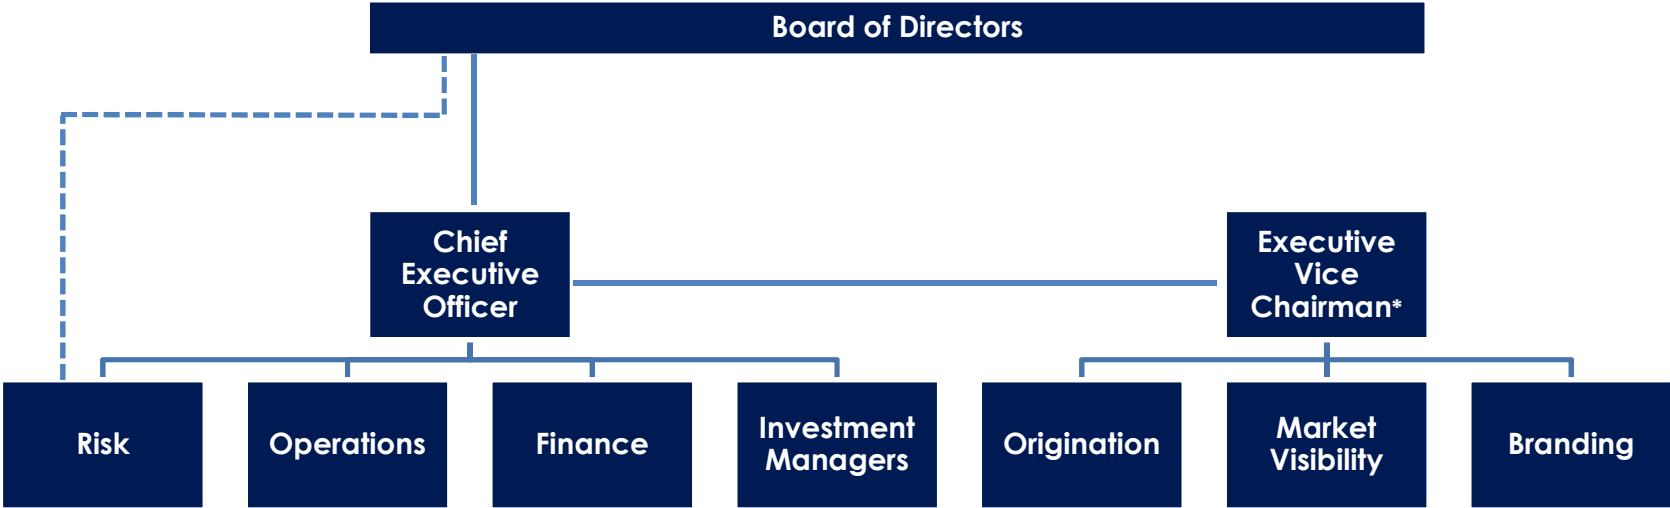 Board of Directors
Chief
Executive
Officer
Executive
Vice
Chairman*
Risk
Operations
Finance
Investment
Managers
Origination
Market
Visibility
Branding